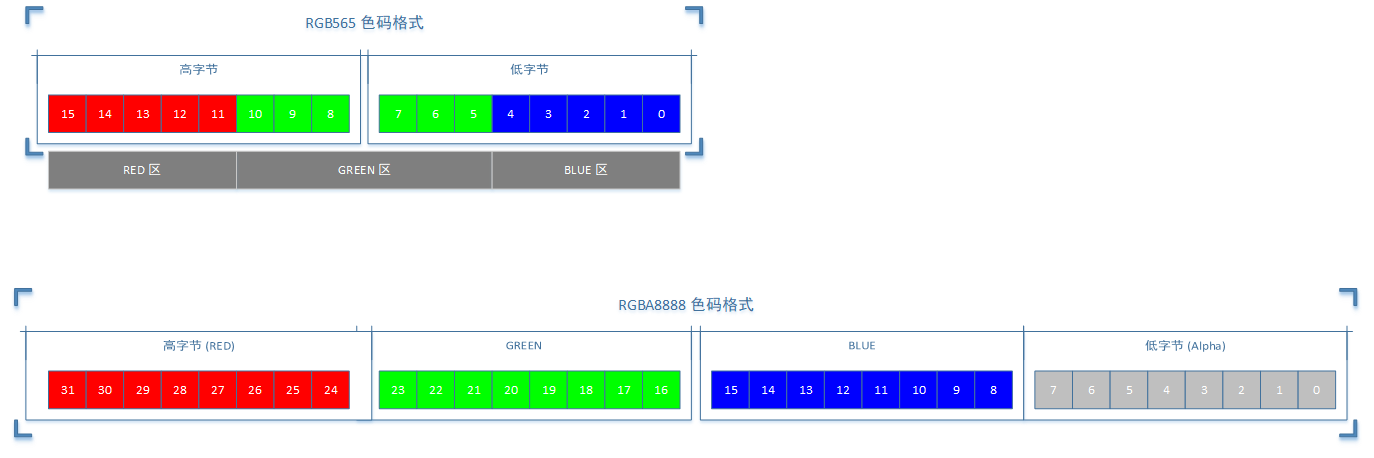 RGB565 色码格式
高字节 低字节
15 14 13 12 11 10 9 8 7 6 5 4 3 2 1 0
RED 区 GREEN 区 BLUE 区
RGBA8888 色码格式
高字节 (RED) GREEN BLUE 低字节 (Alpha)
31 30 29 28 27 26 25 24 23 22 21 20 19 18 17 16 15 14 13 12 11 10 9 8 7 6 5 4 3 2 1 0